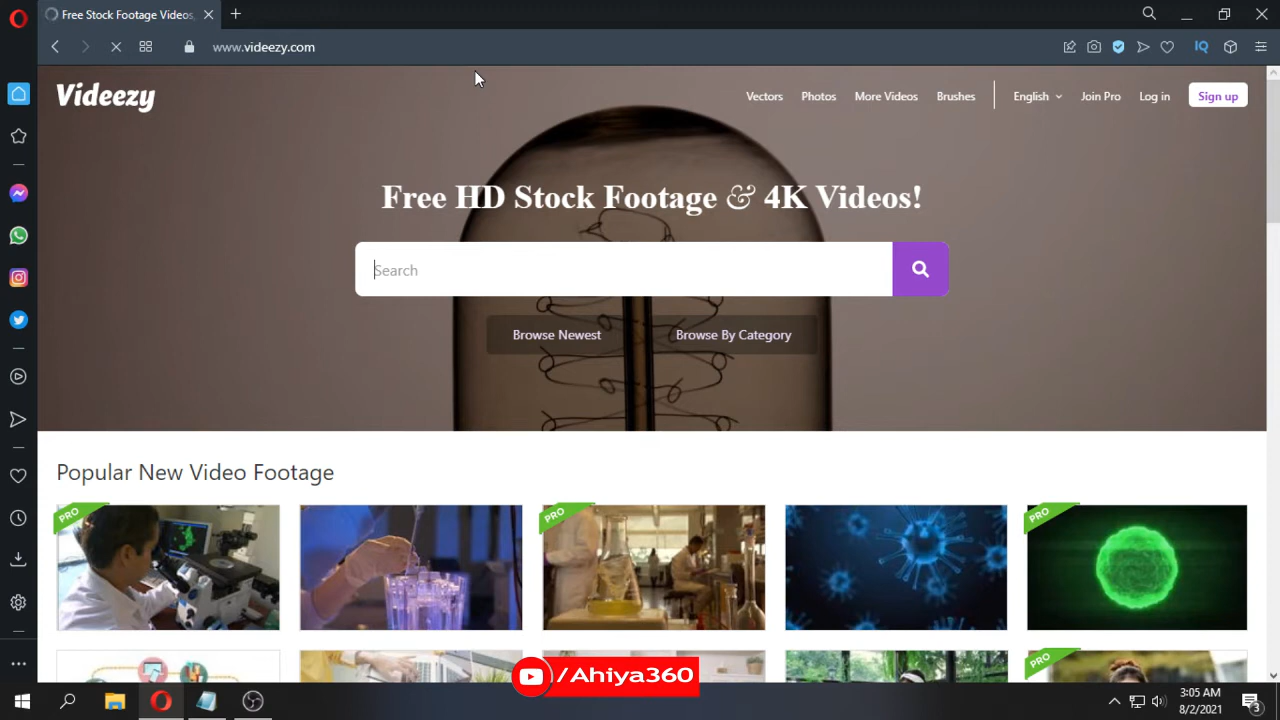 Free Stock Footage Videos,
www.videezy.com
IQ
Videezy
Vectors
Photos
More Videos
Brushes
English
Join Pro
Log in
Sign up
Free HD Stock Footage & 4K Videos!
Search
Browse Newest
Browse By Category
Popular New Video Footage
PRO
PRO
PRO
PRO
/Ahiya360
3:05 AM
8/2/2021
3